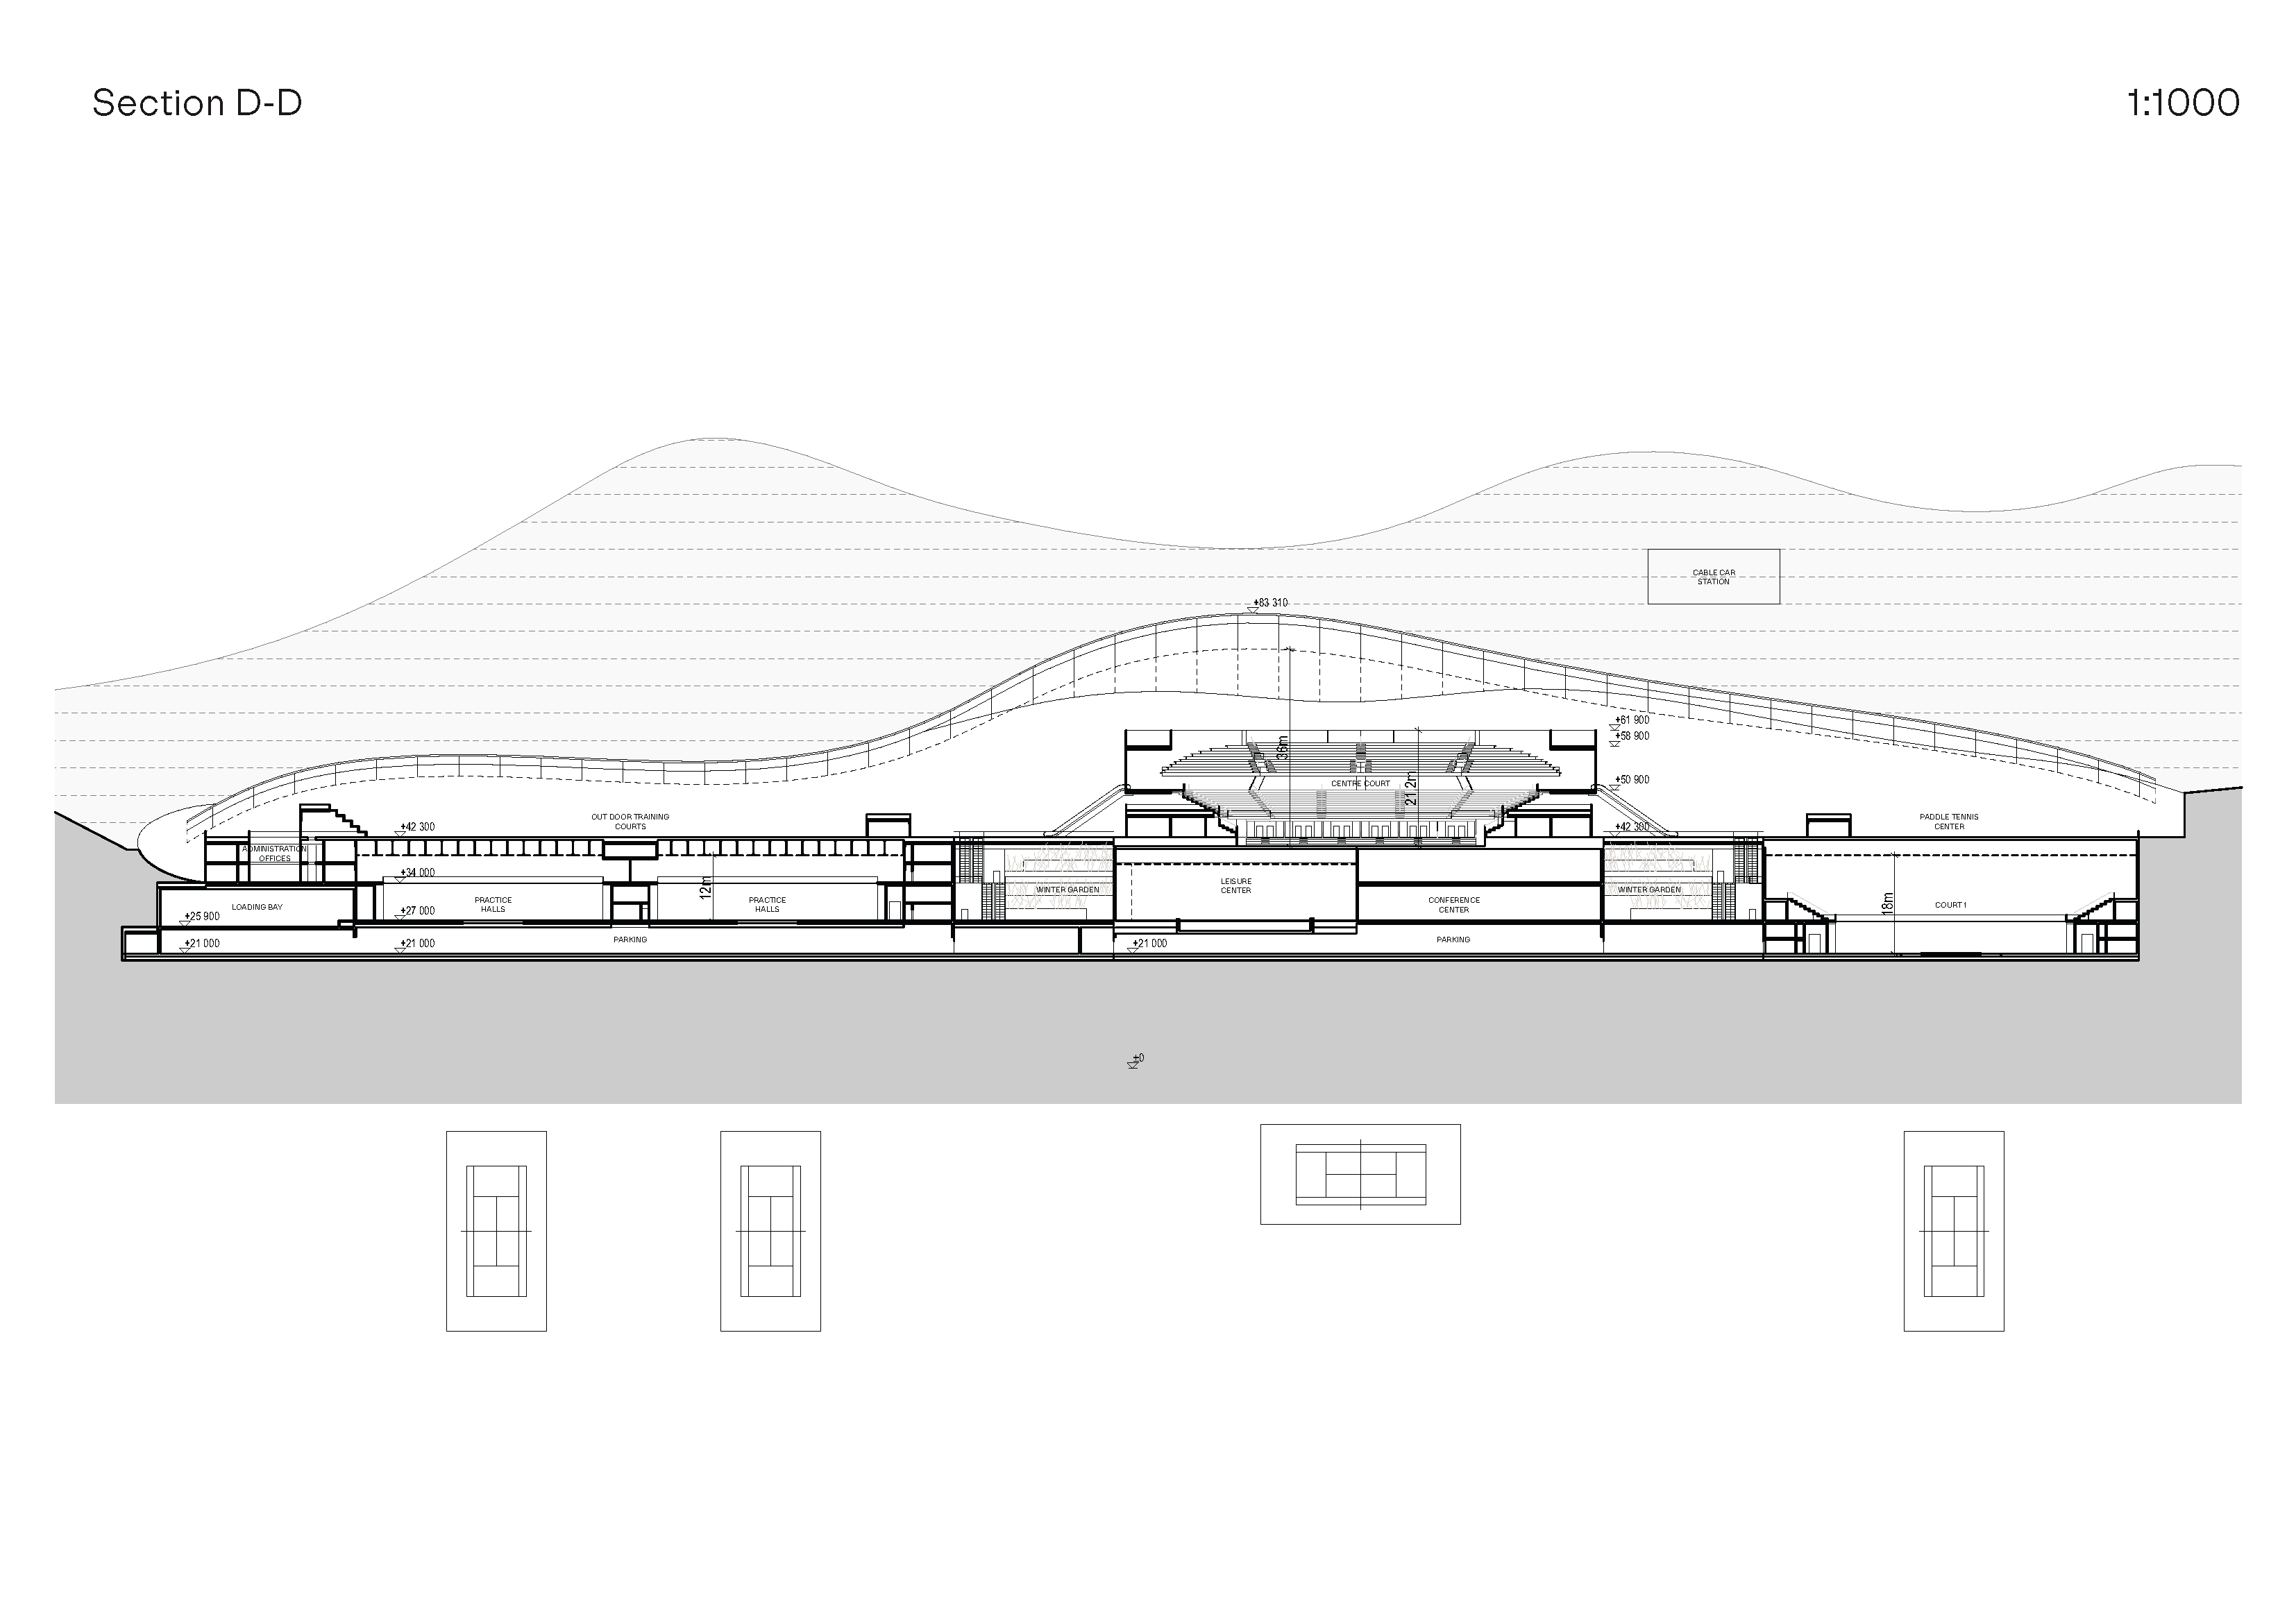 Section D-D
1:1000
CABLE CAR
STATION
+83 310
+61 900
+58 900
36m
+50 900
CENTRE COURT
21.2m
OUT DOOR TRAINING
COURTS
+42 300
+42 300
PADDLE TENNIS
CENTER
ADMINISTRATION
OFFICES
+34 000
12m
LEISURE
CENTER
WINTER GARDEN
WINTER GARDEN
PRACTICE
HALLS
PRACTICE
HALLS
CONFERENCE
CENTER
18m
COURT 1
LOADING BAY
+25 900
+27 000
+21 000
+21 000
PARKING
+21 000
PARKING
±0